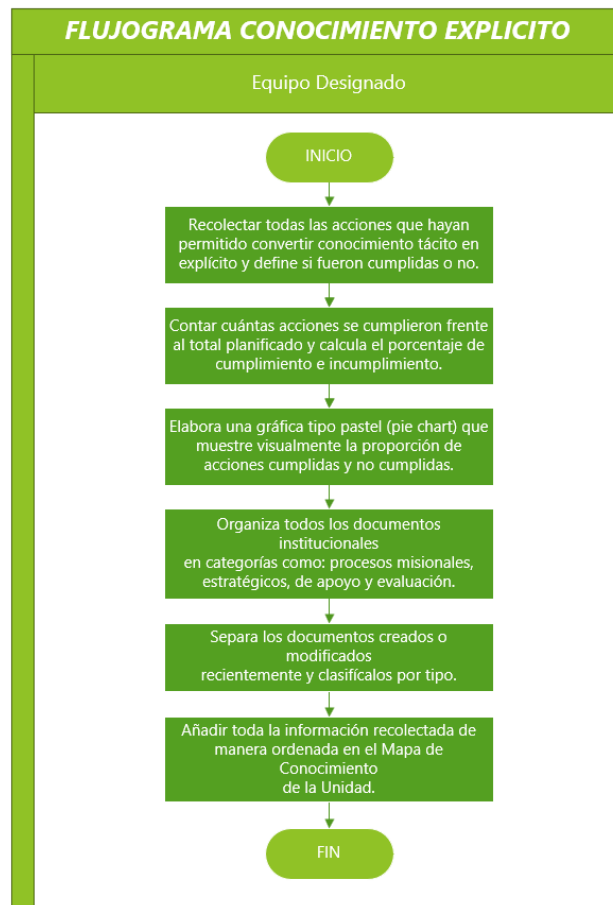 FLUJOGRAMA CONOCIMIENTO EXPLICITO
Equipo Designado
INICIO
Recolectar todas las acciones que hayan
permitido convertir conocimiento tácito en
explícito y define si fueron cumplidas o no.
Contar cuántas acciones se cumplieron frente
al total planificado y calcula el porcentaje de
cumplimiento e incumplimiento.
Elabora una gráfica tipo pastel (pie chart) que
muestre visualmente la proporción de
acciones cumplidas y no cumplidas.
Organiza todos los documentos
institucionales
en categorías como: procesos misionales,
estratégicos, de apoyo y evaluación.
Separa los documentos creados o
modificados
recientemente y clasifícalos por tipo.
Añadir toda la información recolectada de
manera ordenada en el Mapa de
Conocimiento
de la Unidad.
FIN